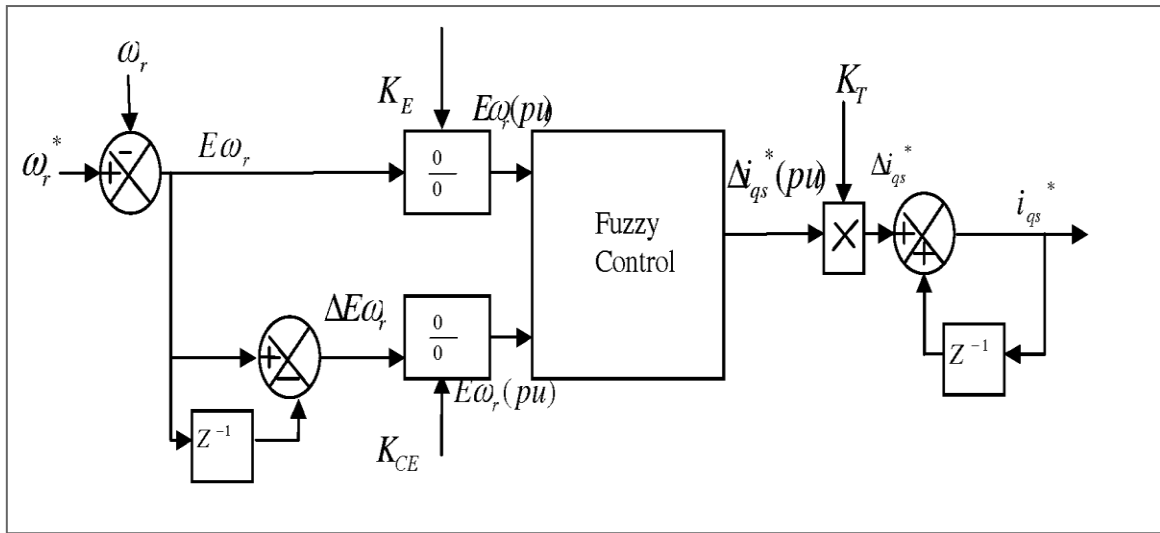 ω_r
K_E
Eω_r(pu)
K_T
ω_r^*
+
-
Eω_r
0
0
Δi_qs^*(pu)
Δi_qs^*
i_qs^*
Fuzzy
Control
×
+
+
ΔEω_r
0
0
+
-
Z^-1
Eω_r(pu)
Z^-1
K_CE